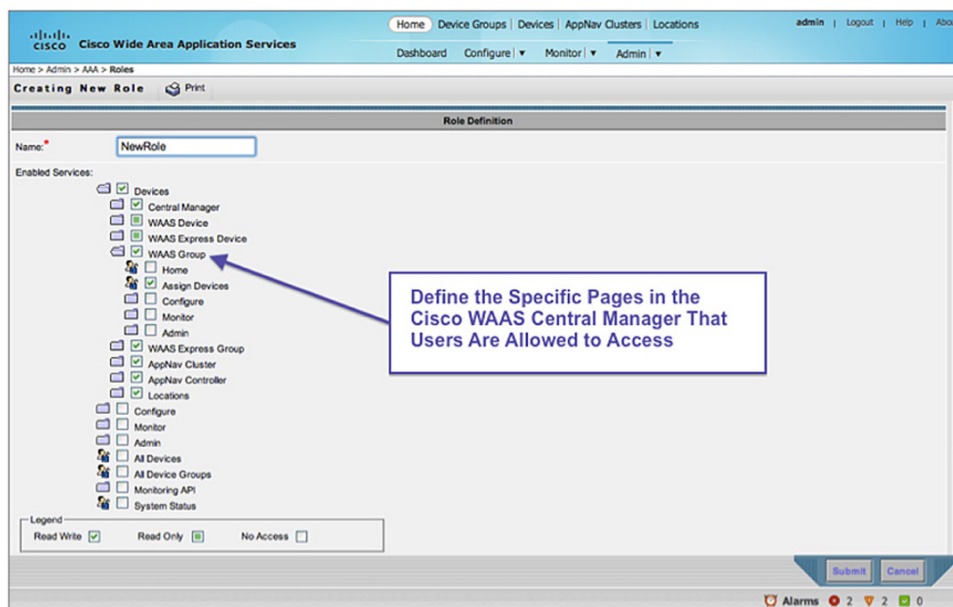 Home Device Groups | Devices | AppNav Clusters | Locations
admin | Logout | Help |
CISCO Cisco Wide Area Application Services
Dashboard Configure | Monitor | Admin |
Home > Admin > AAA > Roles
Creating New Role Print
Role Definition
Name:* NewRole
Enabled Services:
Devices
Central Manager
WAAS Device
WAAS Express Device
WAAS Group
Home
Assign Devices
Configure
Monitor
Admin
WAAS Express Group
AppNav Cluster
AppNav Controller
Locations
Configure
Monitor
Admin
All Devices
All Device Groups
Monitoring API
System Status
Define the Specific Pages in the
Cisco WAAS Central Manager That
Users Are Allowed to Access
Legend
Read Write Read Only No Access
Submit Cancel
Alarms 2 2 0